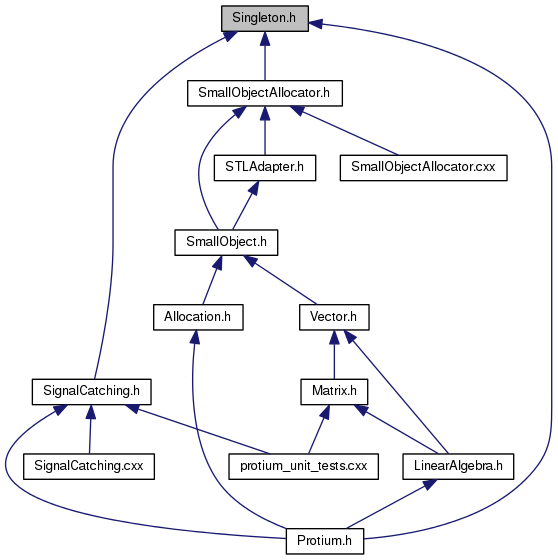 Singleton.h
SmallObjectAllocator.h
STLAdapter.h
SmallObjectAllocator.cxx
SmallObject.h
Allocation.h
Vector.h
SignalCatching.h
Matrix.h
SignalCatching.cxx
protium_unit_tests.cxx
LinearAlgebra.h
Protium.h